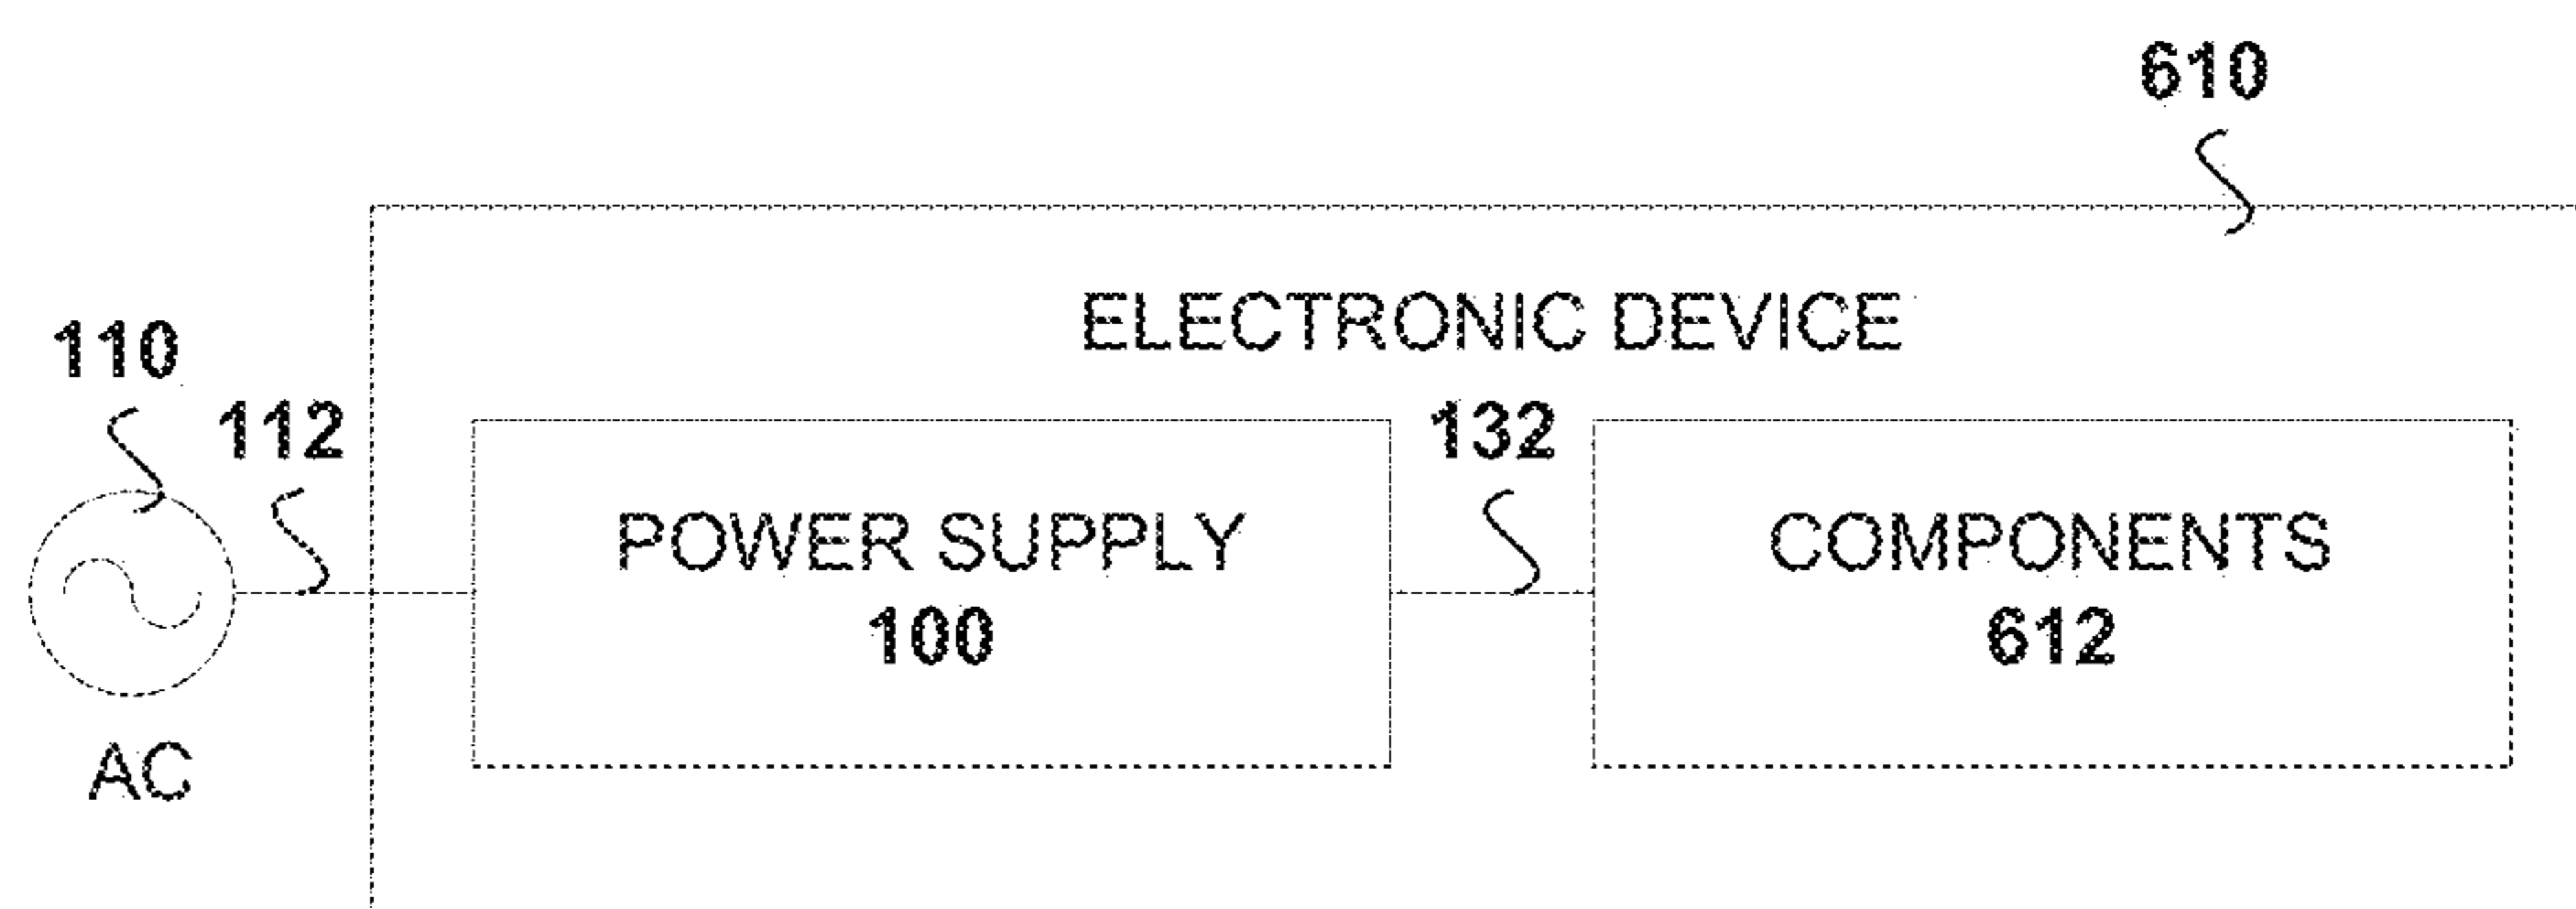 610
ELECTRONIC DEVICE
110
112
132
POWER SUPPLY
100
COMPONENTS
612
AC